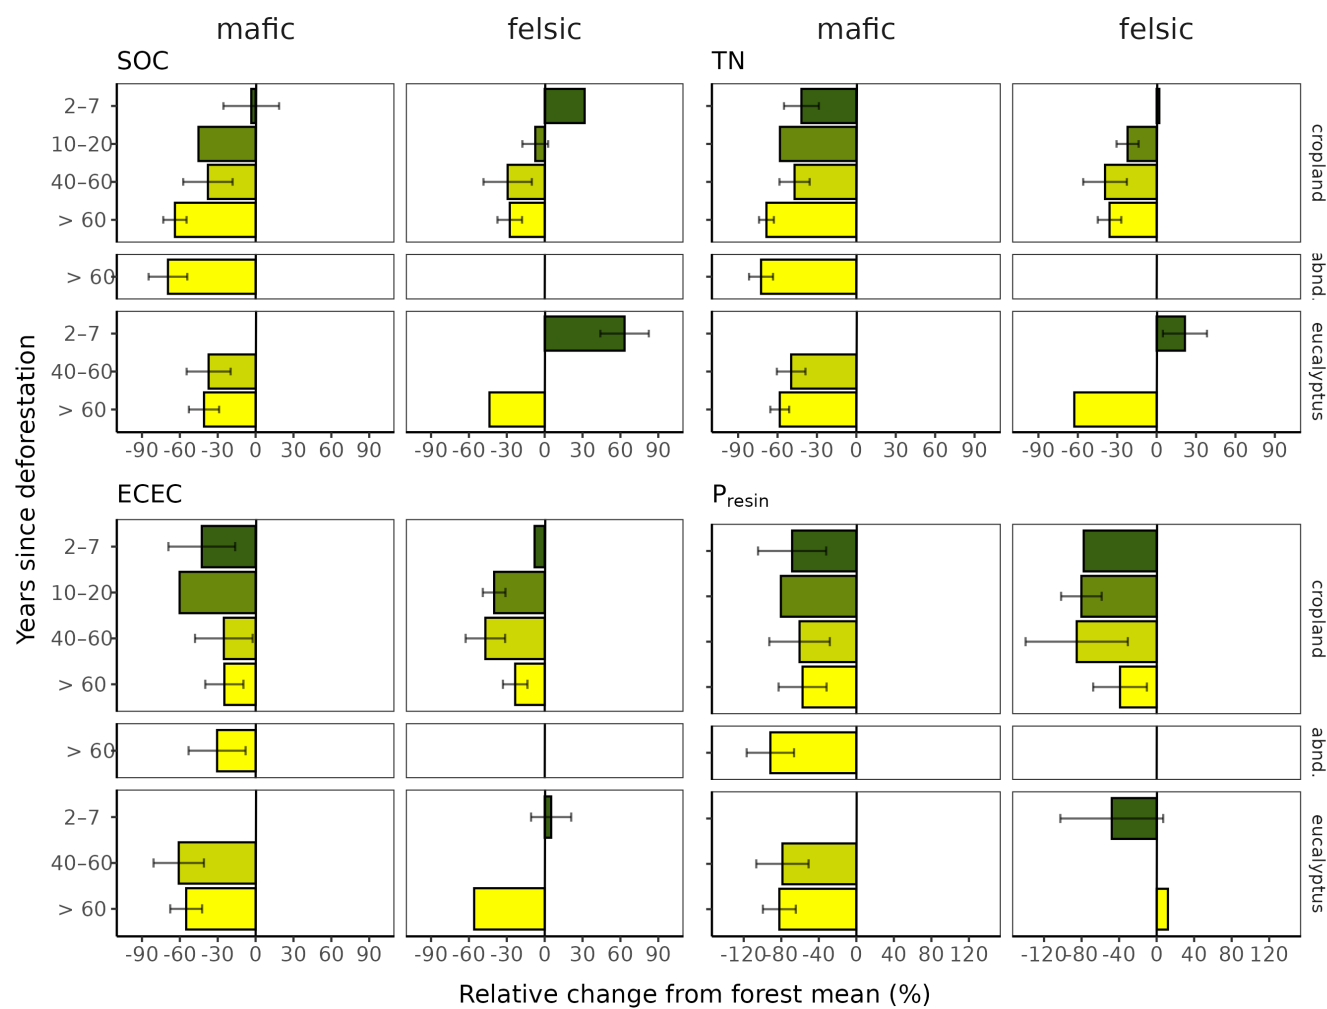 mafic felsic mafic felsic
SOC TN
2–7
10–20
40–60
> 60
cropland
> 60
abnd.
2–7
40–60
> 60
eucalyptus
-90 -60 -30 0 30 60 90 -90 -60 -30 0 30 60 90 -90 -60 -30 0 30 60 90 -90 -60 -30 0 30 60 90
Years since deforestation
ECEC Presin
2–7
10–20
40–60
> 60
cropland
> 60
abnd.
2–7
40–60
> 60
eucalyptus
-90 -60 -30 0 30 60 90 -90 -60 -30 0 30 60 90 -120 -80 -40 0 40 80 120 -120 -80 -40 0 40 80 120
Relative change from forest mean (%)